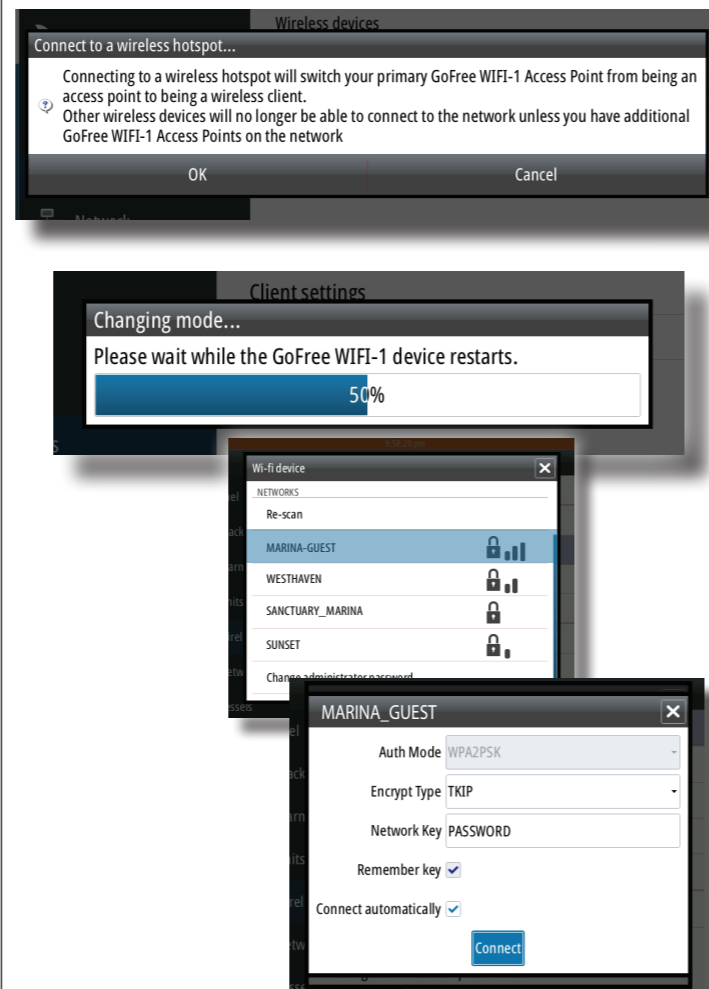 Wireless devices
Connect to a wireless hotspot...
Connecting to a wireless hotspot will switch your primary GoFree WIFI-1 Access Point from being an
access point to being a wireless client.
Other wireless devices will no longer be able to connect to the network unless you have additional
GoFree WIFI-1 Access Points on the network
OK
Cancel
Network
Client settings
Changing mode...
Please wait while the GoFree WIFI-1 device restarts.
50%
Wi-fi device
NETWORKS
Re-scan
MARINA-GUEST
WESTHAVEN
SANCTUARY_MARINA
SUNSET
Change administrator password
MARINA_GUEST
Auth Mode WPA2PSK
Encrypt Type TKIP
Network Key PASSWORD
Remember key
Connect automatically
Connect